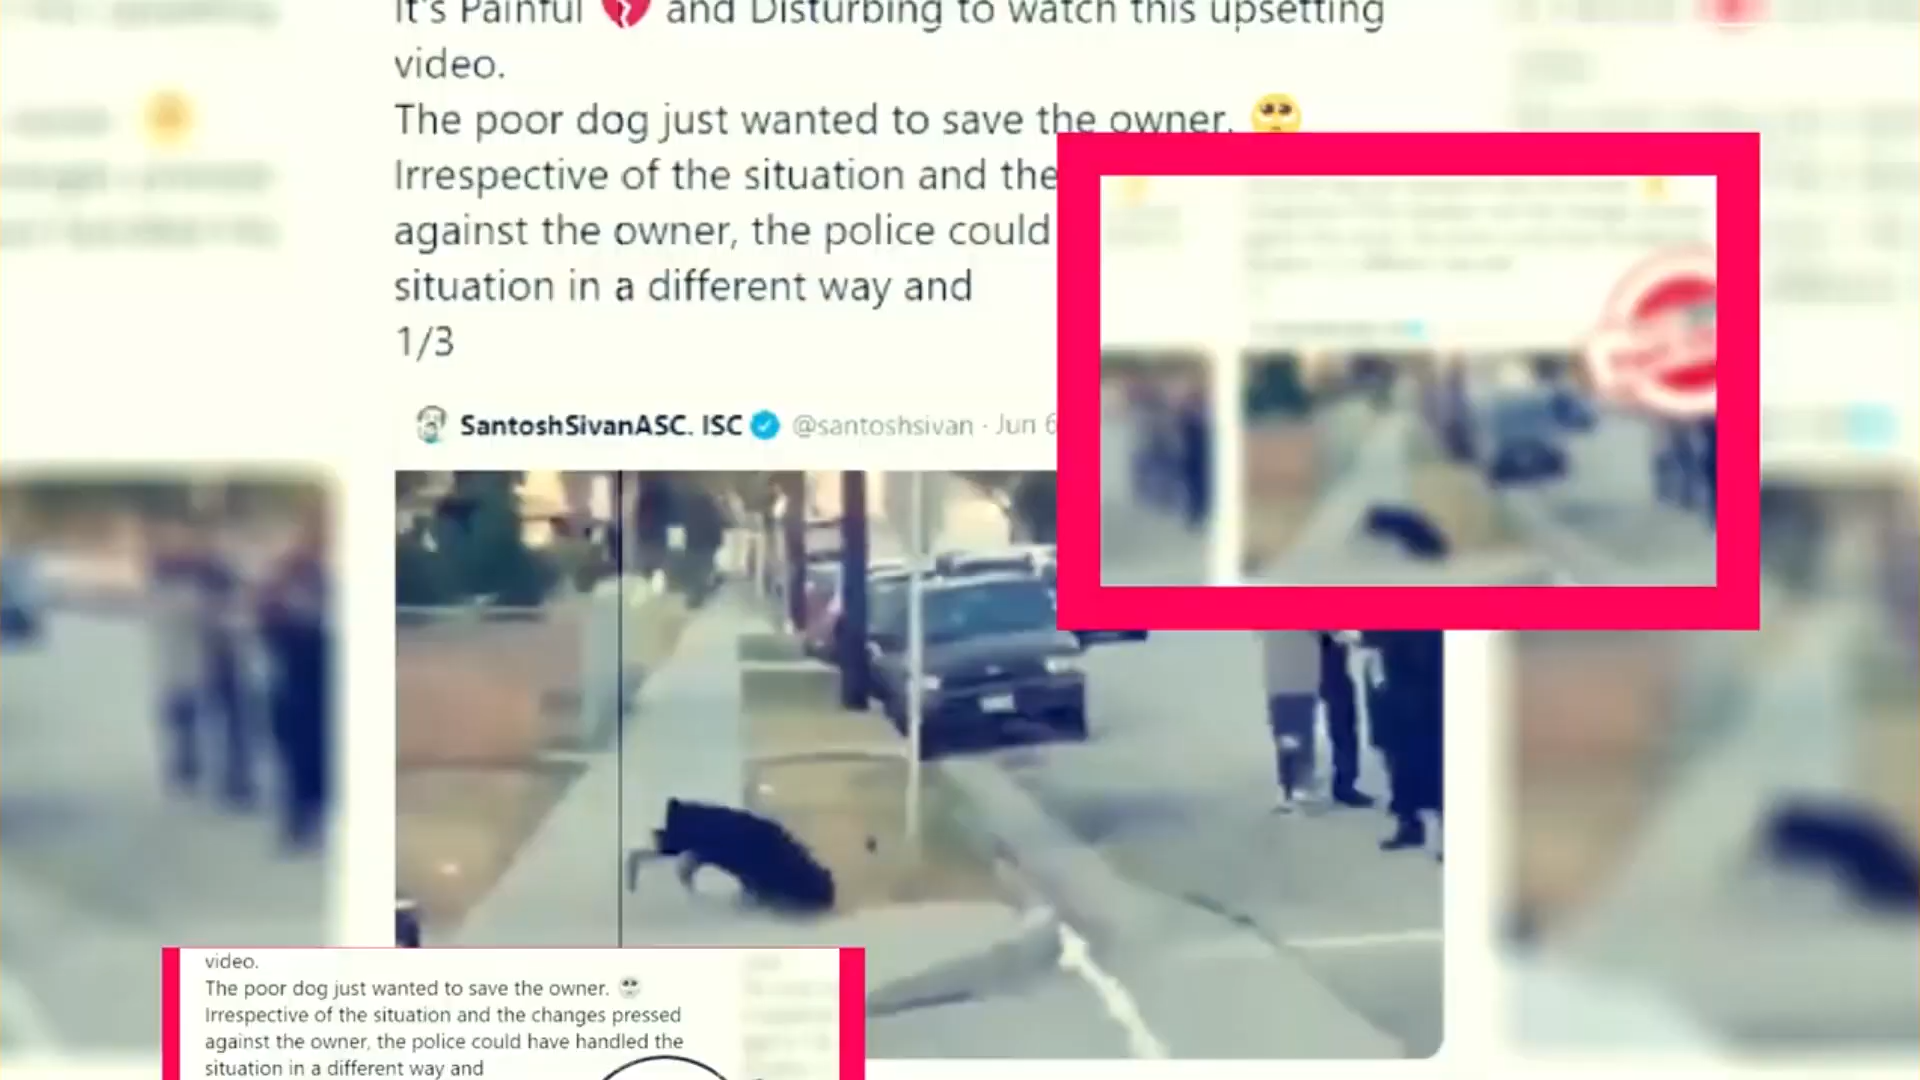 It's Painful 💔 and Disturbing to watch this upsetting
video.
The poor dog just wanted to save the owner. 🥺
Irrespective of the situation and the
against the owner, the police could
situation in a different way and
1/3
SantoshSivanASC. ISC @santoshsivan · Jun 6
video.
The poor dog just wanted to save the owner. 🥺
Irrespective of the situation and the changes pressed
against the owner, the police could have handled the
situation in a different way and